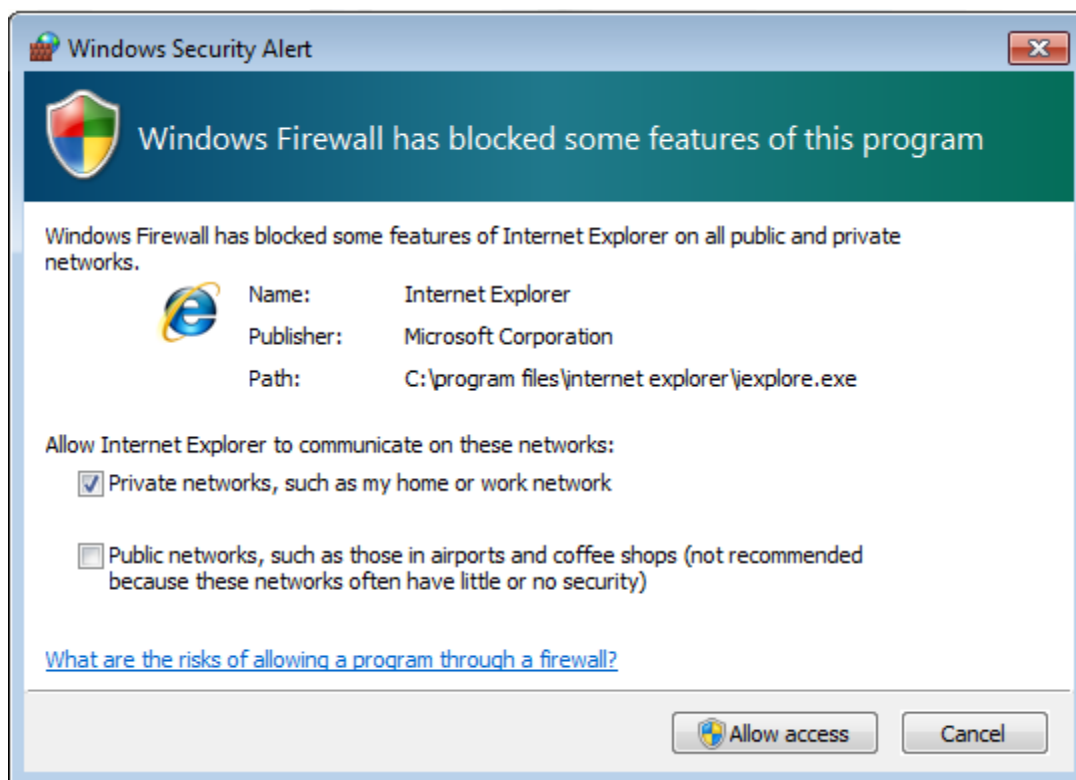 Windows Security Alert
Windows Firewall has blocked some features of this program
Windows Firewall has blocked some features of Internet Explorer on all public and private
networks.
Name: Internet Explorer
Publisher: Microsoft Corporation
Path: C:\program files\internet explorer\iexplore.exe
Allow Internet Explorer to communicate on these networks:
Private networks, such as my home or work network
Public networks, such as those in airports and coffee shops (not recommended
because these networks often have little or no security)
What are the risks of allowing a program through a firewall?
Allow access Cancel